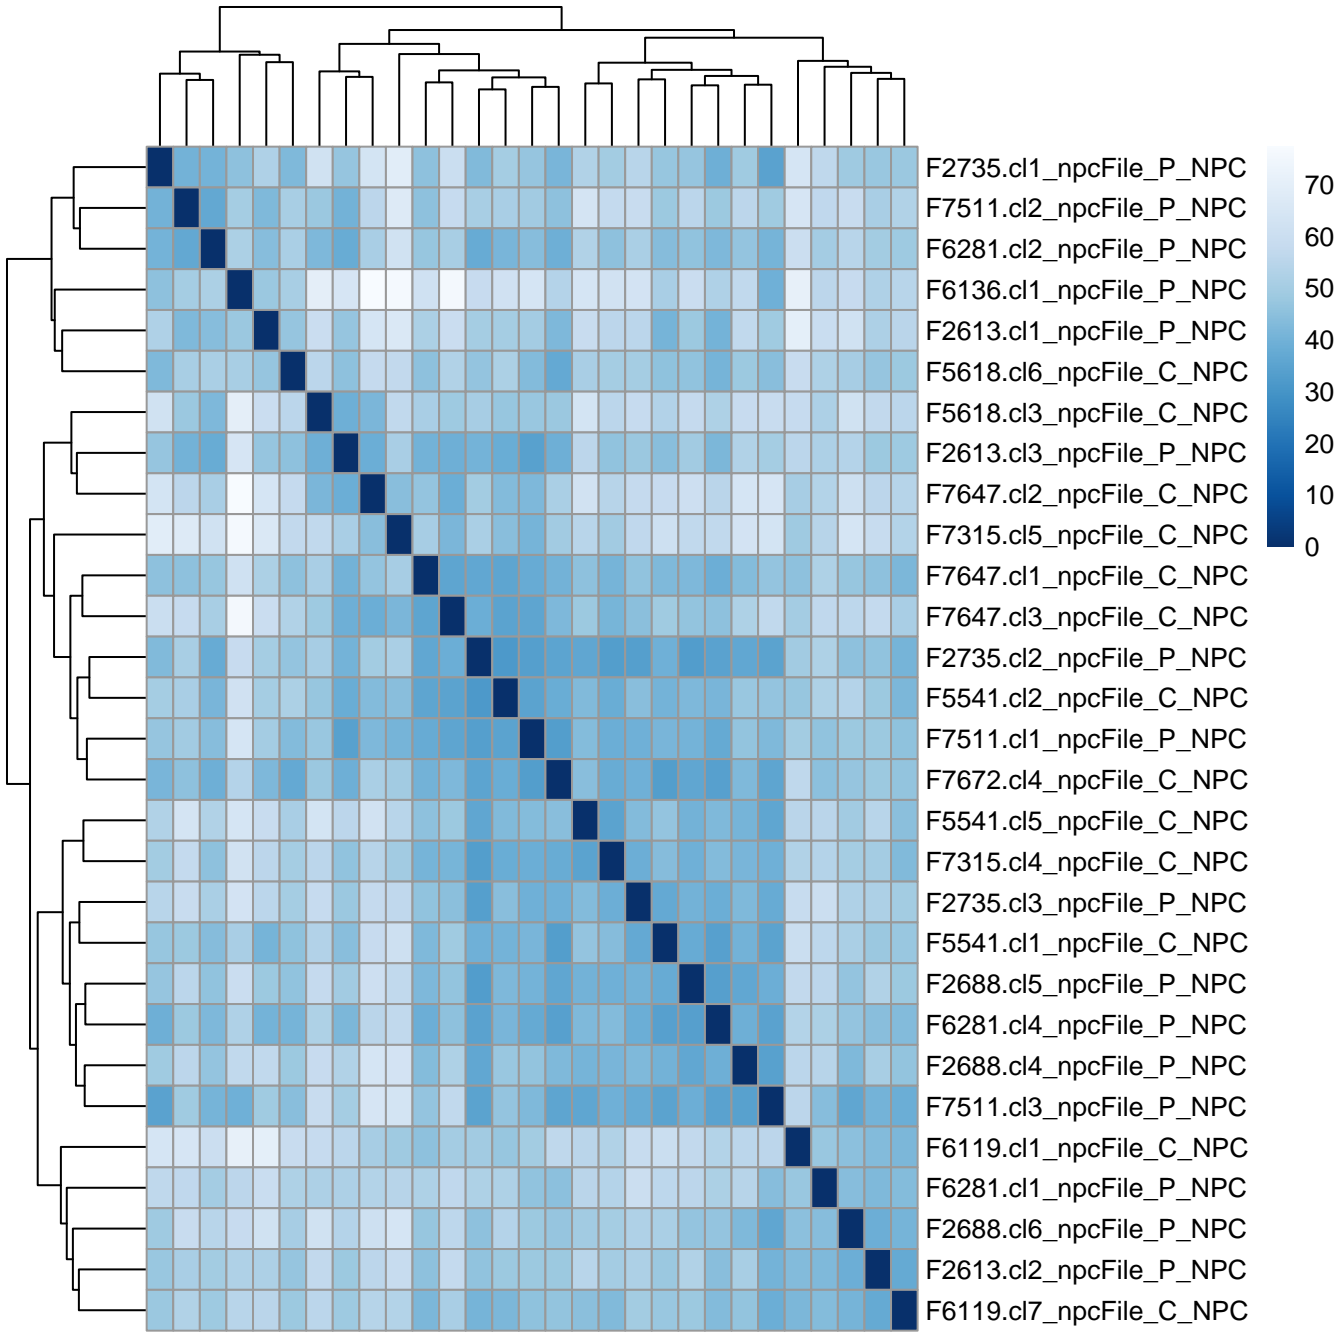 F2735.cl1_npcFile_P_NPC
F7511.cl2_npcFile_P_NPC
F6281.cl2_npcFile_P_NPC
F6136.cl1_npcFile_P_NPC
F2613.cl1_npcFile_P_NPC
F5618.cl6_npcFile_C_NPC
F5618.cl3_npcFile_C_NPC
F2613.cl3_npcFile_P_NPC
F7647.cl2_npcFile_C_NPC
F7315.cl5_npcFile_C_NPC
F7647.cl1_npcFile_C_NPC
F7647.cl3_npcFile_C_NPC
F2735.cl2_npcFile_P_NPC
F5541.cl2_npcFile_C_NPC
F7511.cl1_npcFile_P_NPC
F7672.cl4_npcFile_C_NPC
F5541.cl5_npcFile_C_NPC
F7315.cl4_npcFile_C_NPC
F2735.cl3_npcFile_P_NPC
F5541.cl1_npcFile_C_NPC
F2688.cl5_npcFile_P_NPC
F6281.cl4_npcFile_P_NPC
F2688.cl4_npcFile_P_NPC
F7511.cl3_npcFile_P_NPC
F6119.cl1_npcFile_C_NPC
F6281.cl1_npcFile_P_NPC
F2688.cl6_npcFile_P_NPC
F2613.cl2_npcFile_P_NPC
F6119.cl7_npcFile_C_NPC
70
60
50
40
30
20
10
0